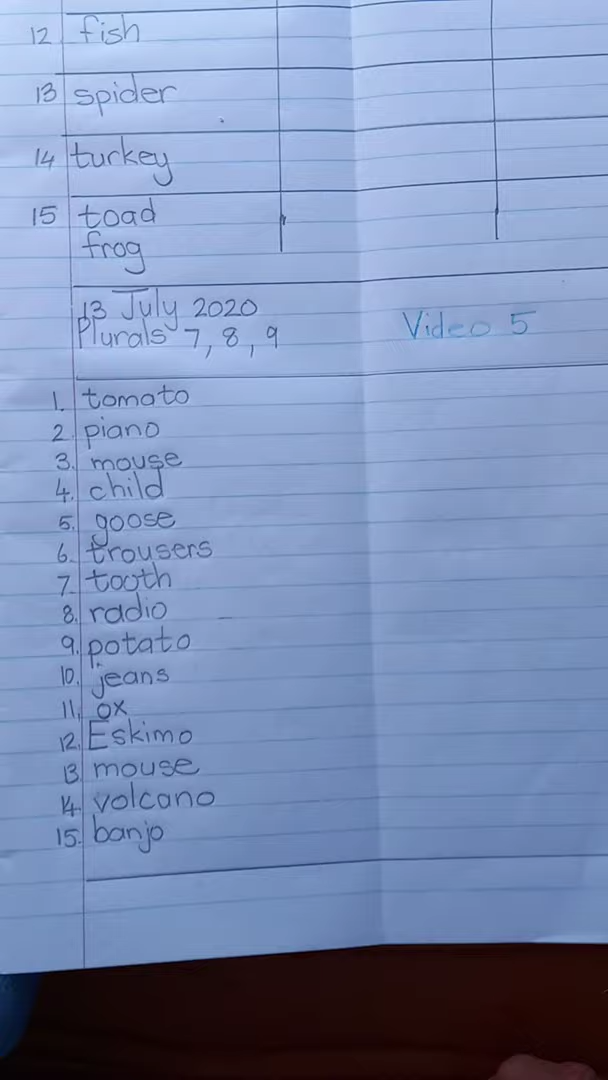 12 fish
13 spider
14 turkey
15 toad
frog
13 July 2020
Plurals 7, 8, 9
Video 5
1. tomato
2. piano
3. mouse
4. child
5. goose
6. trousers
7. tooth
8. radio
9. potato
10. jeans
11. ox
12. Eskimo
13. mouse
14. volcano
15. banjo